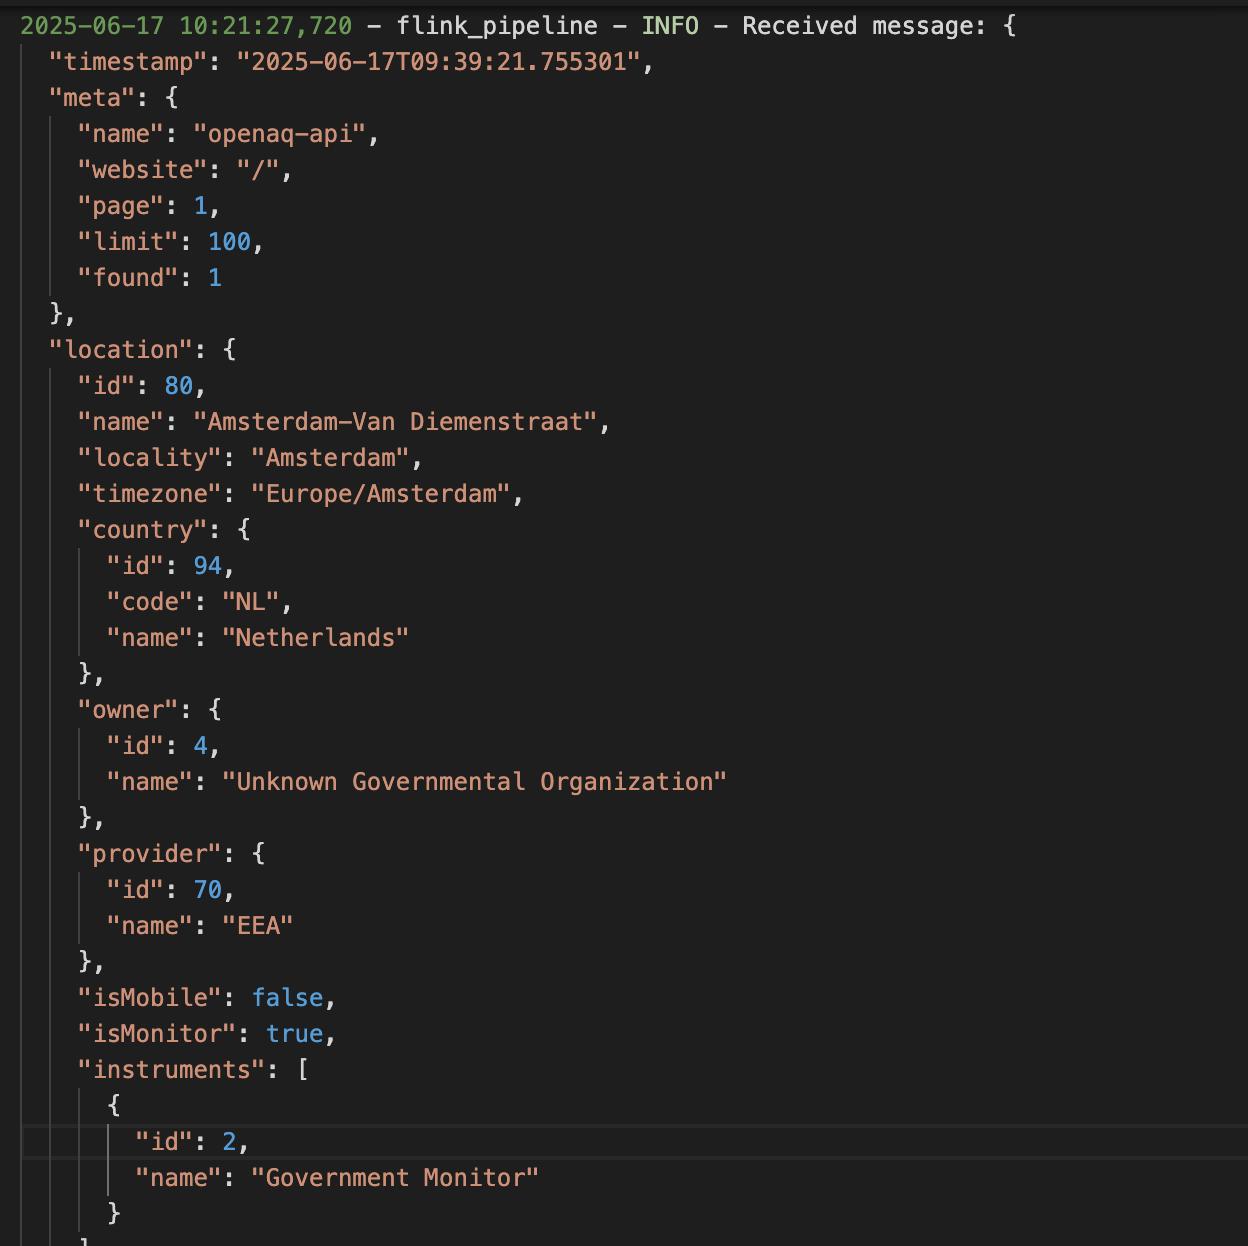 2025-06-17 10:21:27,720 – flink_pipeline – INFO – Received message: {
"timestamp": "2025-06-17T09:39:21.755301",
"meta": {
"name": "openaq-api",
"website": "/",
"page": 1,
"limit": 100,
"found": 1
},
"location": {
"id": 80,
"name": "Amsterdam-Van Diemenstraat",
"locality": "Amsterdam",
"timezone": "Europe/Amsterdam",
"country": {
"id": 94,
"code": "NL",
"name": "Netherlands"
},
"owner": {
"id": 4,
"name": "Unknown Governmental Organization"
},
"provider": {
"id": 70,
"name": "EEA"
},
"isMobile": false,
"isMonitor": true,
"instruments": [
{
"id": 2,
"name": "Government Monitor"
}
]